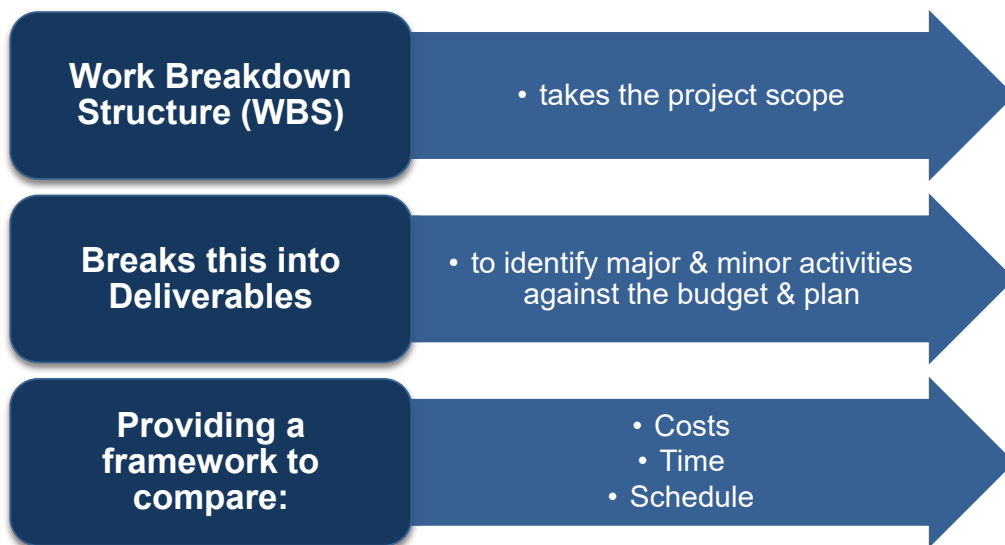 Work Breakdown
Structure (WBS)
• takes the project scope
Breaks this into
Deliverables
• to identify major & minor activities
against the budget & plan
Providing a
framework to
compare:
• Costs
• Time
• Schedule